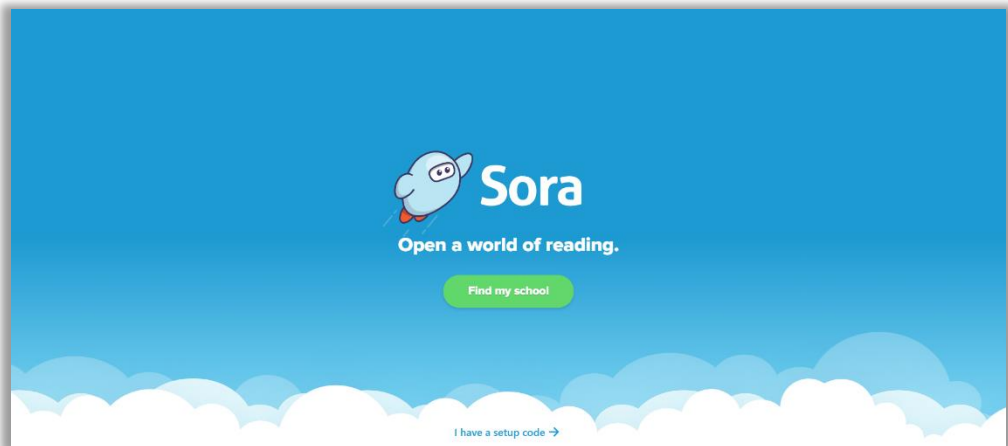 Sora
Open a world of reading.
Find my school
I have a setup code →